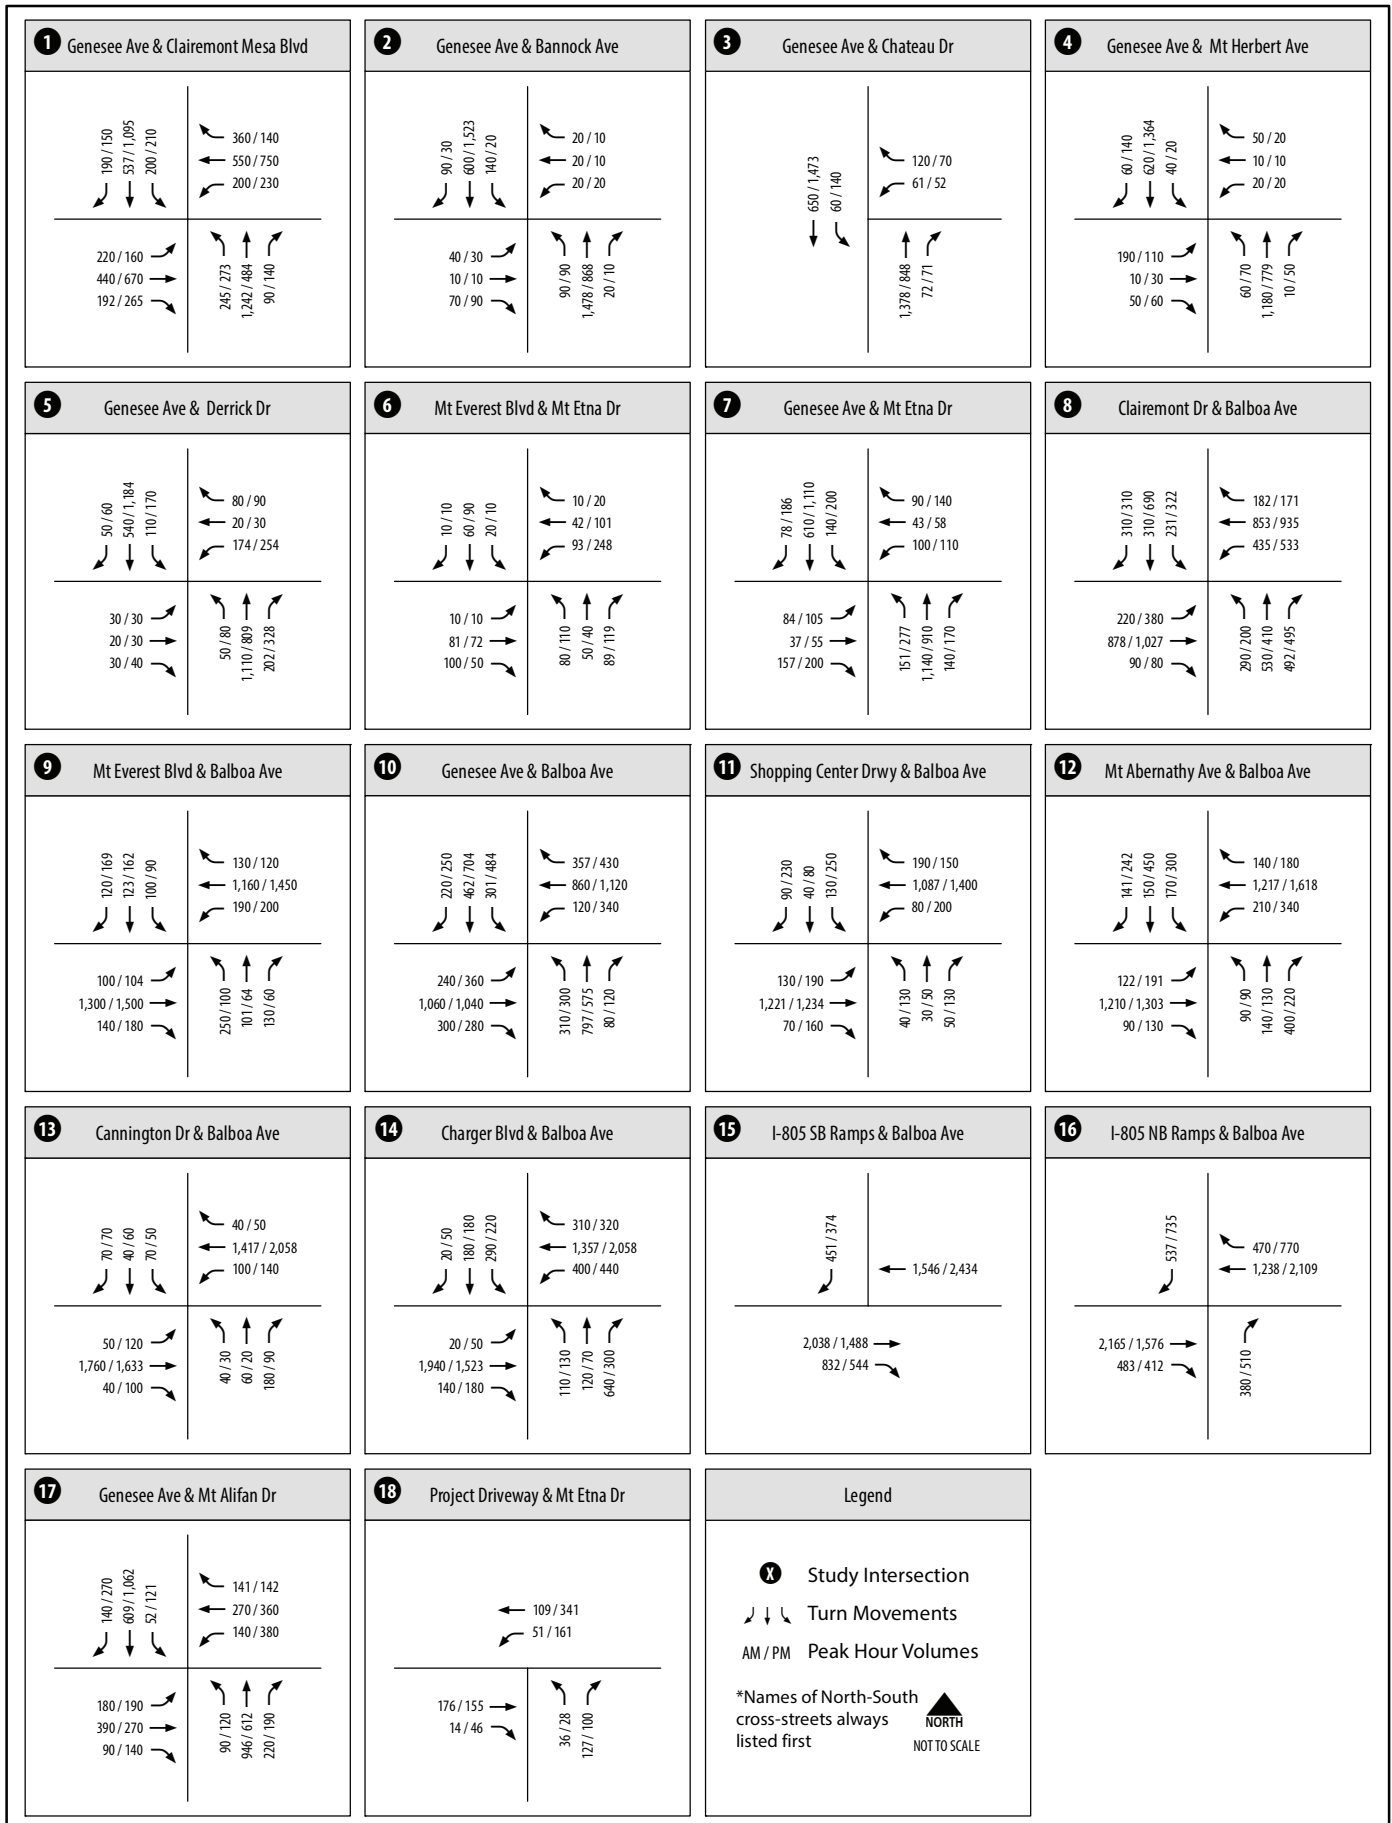 1 Genesee Ave & Clairemont Mesa Blvd
190 / 150
537 / 1,095
200 / 210
360 / 140
550 / 750
200 / 230
220 / 160
440 / 670
192 / 265
245 / 273
1,242 / 484
90 / 140
2 Genesee Ave & Bannock Ave
90 / 30
600 / 1,523
140 / 20
20 / 10
20 / 10
20 / 20
40 / 30
10 / 10
70 / 90
90 / 90
1,478 / 868
20 / 10
3 Genesee Ave & Chateau Dr
650 / 1,473
60 / 140
120 / 70
61 / 52
1,378 / 848
72 / 71
4 Genesee Ave & Mt Herbert Ave
60 / 140
620 / 1,364
40 / 20
50 / 20
10 / 10
20 / 20
190 / 110
10 / 30
50 / 60
60 / 70
1,180 / 779
10 / 50
5 Genesee Ave & Derrick Dr
50 / 60
540 / 1,184
110 / 170
80 / 90
20 / 30
174 / 254
30 / 30
20 / 30
30 / 40
50 / 80
1,110 / 809
202 / 328
6 Mt Everest Blvd & Mt Etna Dr
10 / 10
60 / 90
20 / 10
10 / 20
42 / 101
93 / 248
10 / 10
81 / 72
100 / 50
80 / 110
50 / 40
89 / 119
7 Genesee Ave & Mt Etna Dr
78 / 186
610 / 1,110
140 / 200
90 / 140
43 / 58
100 / 110
84 / 105
37 / 55
157 / 200
151 / 277
1,140 / 910
140 / 170
8 Clairemont Dr & Balboa Ave
310 / 310
310 / 690
231 / 322
182 / 171
853 / 935
435 / 533
220 / 380
878 / 1,027
90 / 80
290 / 200
530 / 410
492 / 495
9 Mt Everest Blvd & Balboa Ave
120 / 169
123 / 162
100 / 90
130 / 120
1,160 / 1,450
190 / 200
100 / 104
1,300 / 1,500
140 / 180
250 / 100
101 / 64
130 / 60
10 Genesee Ave & Balboa Ave
220 / 250
462 / 704
301 / 484
357 / 430
860 / 1,120
120 / 340
240 / 360
1,060 / 1,040
300 / 280
310 / 300
797 / 575
80 / 120
11 Shopping Center Drwy & Balboa Ave
90 / 230
40 / 80
130 / 250
190 / 150
1,087 / 1,400
80 / 200
130 / 190
1,221 / 1,234
70 / 160
40 / 130
30 / 50
50 / 130
12 Mt Abernathy Ave & Balboa Ave
141 / 242
150 / 450
170 / 300
140 / 180
1,217 / 1,618
210 / 340
122 / 191
1,210 / 1,303
90 / 130
90 / 90
140 / 130
400 / 220
13 Cannington Dr & Balboa Ave
70 / 70
40 / 60
70 / 50
40 / 50
1,417 / 2,058
100 / 140
50 / 120
1,760 / 1,633
40 / 100
40 / 30
60 / 20
180 / 90
14 Charger Blvd & Balboa Ave
20 / 50
180 / 180
290 / 220
310 / 320
1,357 / 2,058
400 / 440
20 / 50
1,940 / 1,523
140 / 180
110 / 130
120 / 70
640 / 300
15 I-805 SB Ramps & Balboa Ave
451 / 374
1,546 / 2,434
2,038 / 1,488
832 / 544
16 I-805 NB Ramps & Balboa Ave
537 / 735
470 / 770
1,238 / 2,109
2,165 / 1,576
483 / 412
380 / 510
17 Genesee Ave & Mt Alifan Dr
140 / 270
609 / 1,062
52 / 121
141 / 142
270 / 360
140 / 380
180 / 190
390 / 270
90 / 140
90 / 120
946 / 612
220 / 190
18 Project Driveway & Mt Etna Dr
109 / 341
51 / 161
176 / 155
14 / 46
36 / 28
127 / 100
Legend
X Study Intersection
Turn Movements
AM / PM Peak Hour Volumes
*Names of North-South
cross-streets always
listed first
NORTH
NOT TO SCALE